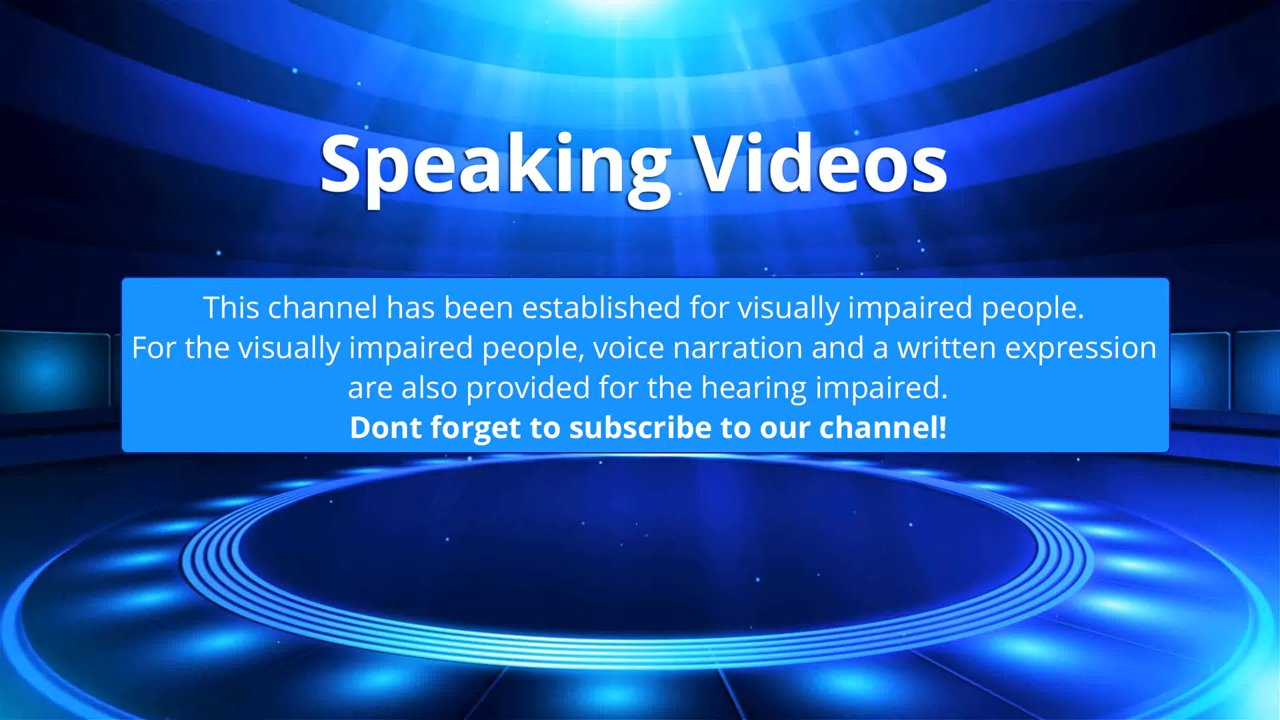 Speaking Videos
This channel has been established for visually impaired people.
For the visually impaired people, voice narration and a written expression
are also provided for the hearing impaired.
Dont forget to subscribe to our channel!